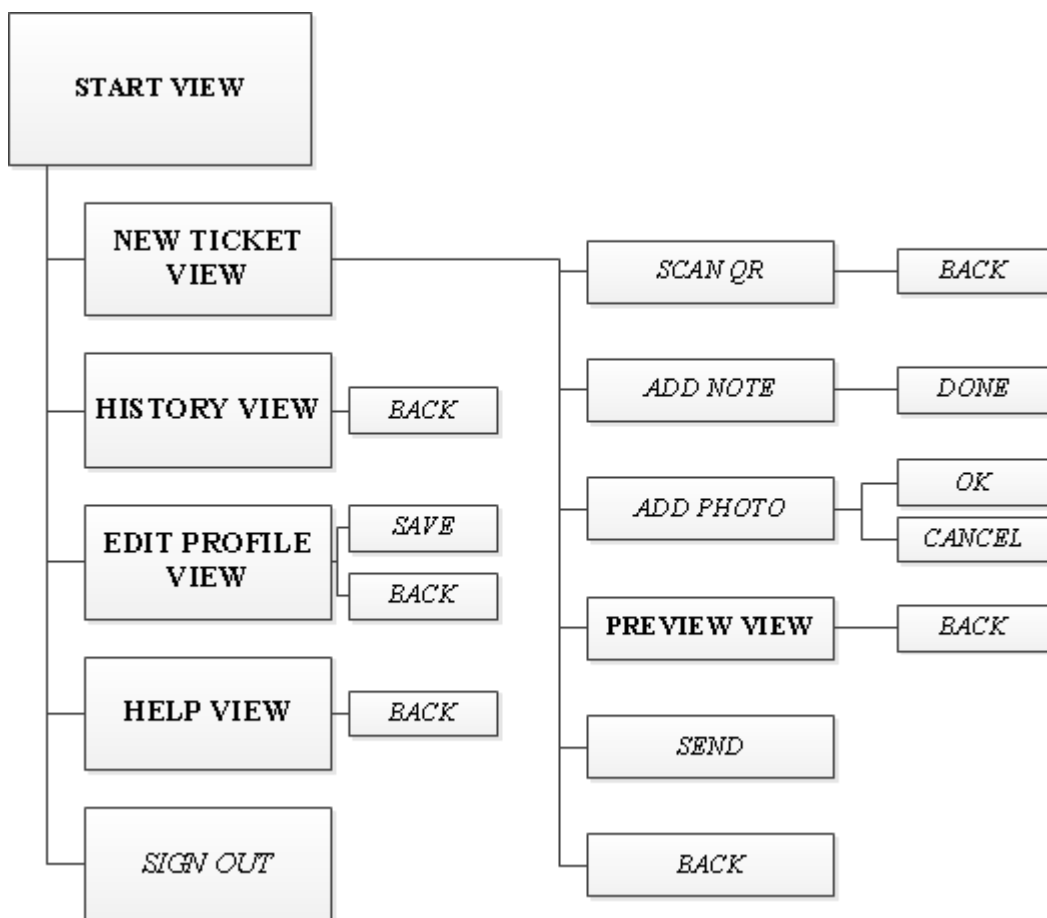 START VIEW
NEW TICKET
VIEW
SCAN QR
BACK
ADD NOTE
DONE
HISTORY VIEW
BACK
ADD PHOTO
OK
CANCEL
EDIT PROFILE
VIEW
SAVE
BACK
PREVIEW VIEW
BACK
HELP VIEW
BACK
SEND
SIGN OUT
BACK